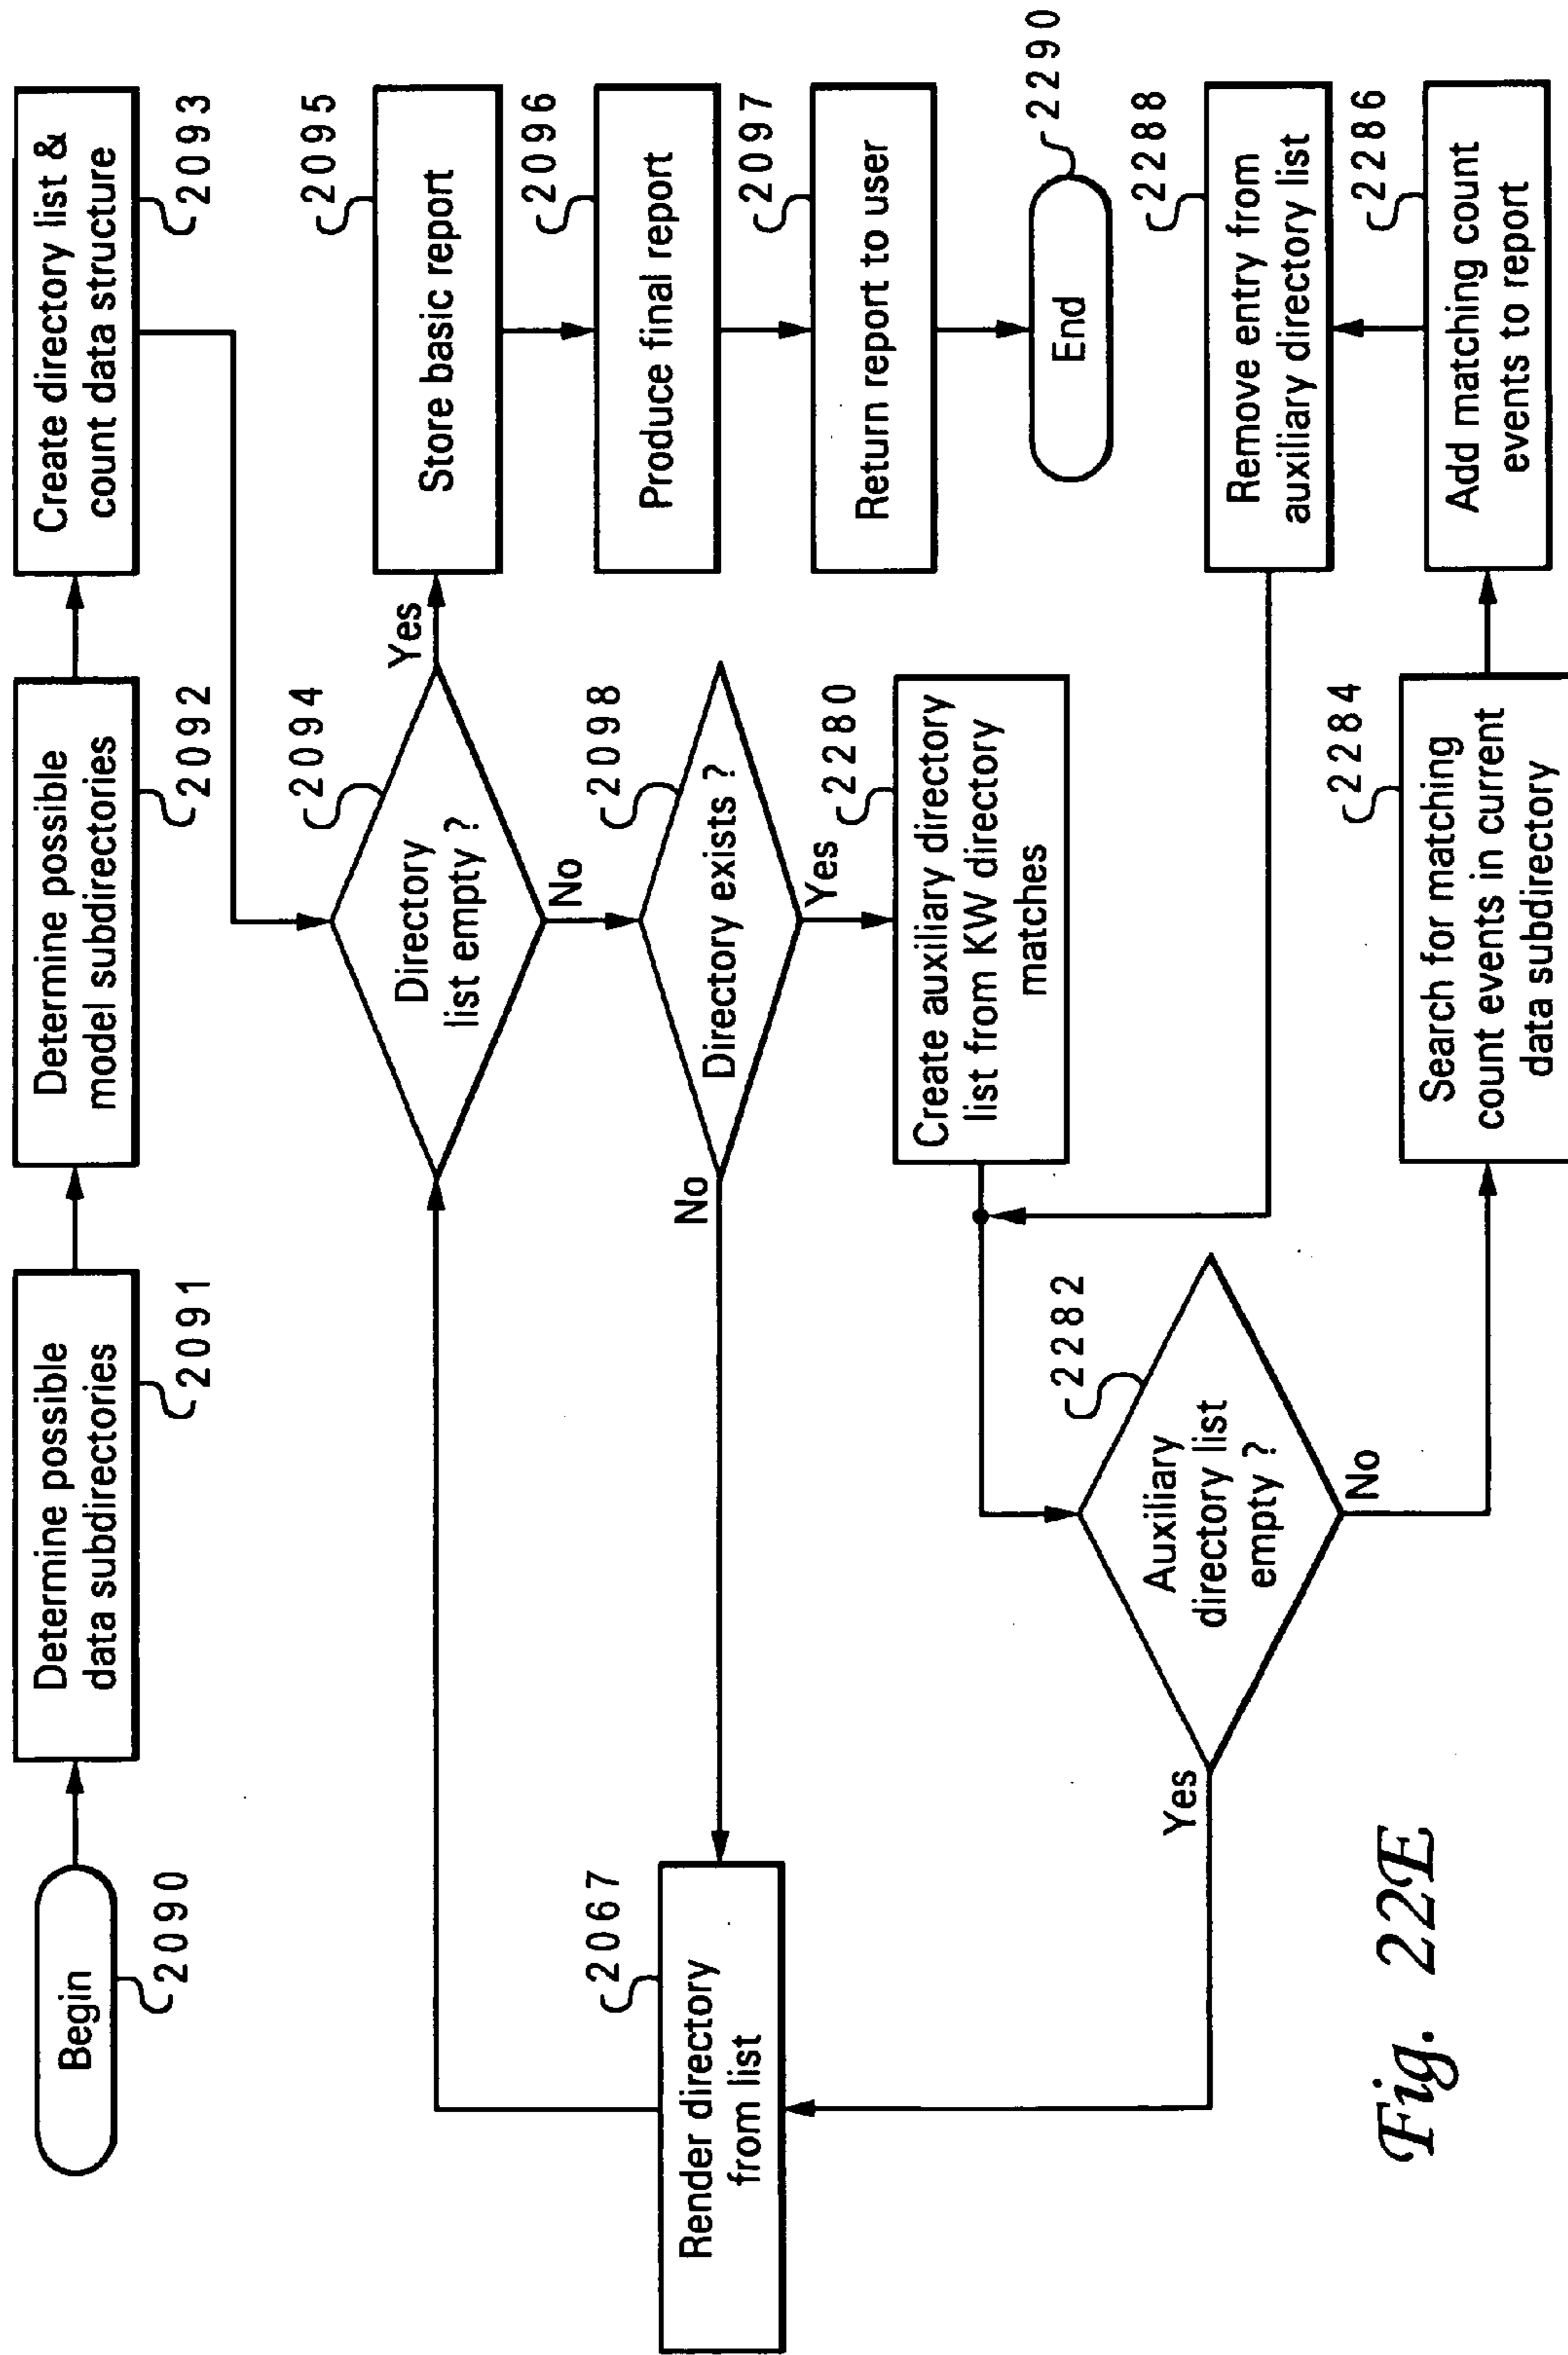 Begin
2090
Determine possible
data subdirectories
2091
Determine possible
model subdirectories
2092
Create directory list &
count data structure
2093
Directory
list empty ?
2094
Yes
No
Store basic report
2095
Produce final report
2096
Return report to user
2097
End
2290
Directory exists ?
2098
No
Yes
Render directory
from list
2067
Create auxiliary directory
list from KW directory
matches
2280
Auxiliary
directory list
empty ?
2282
Yes
No
Search for matching
count events in current
data subdirectory
2284
Add matching count
events to report
2286
Remove entry from
auxiliary directory list
2288
Fig. 22E